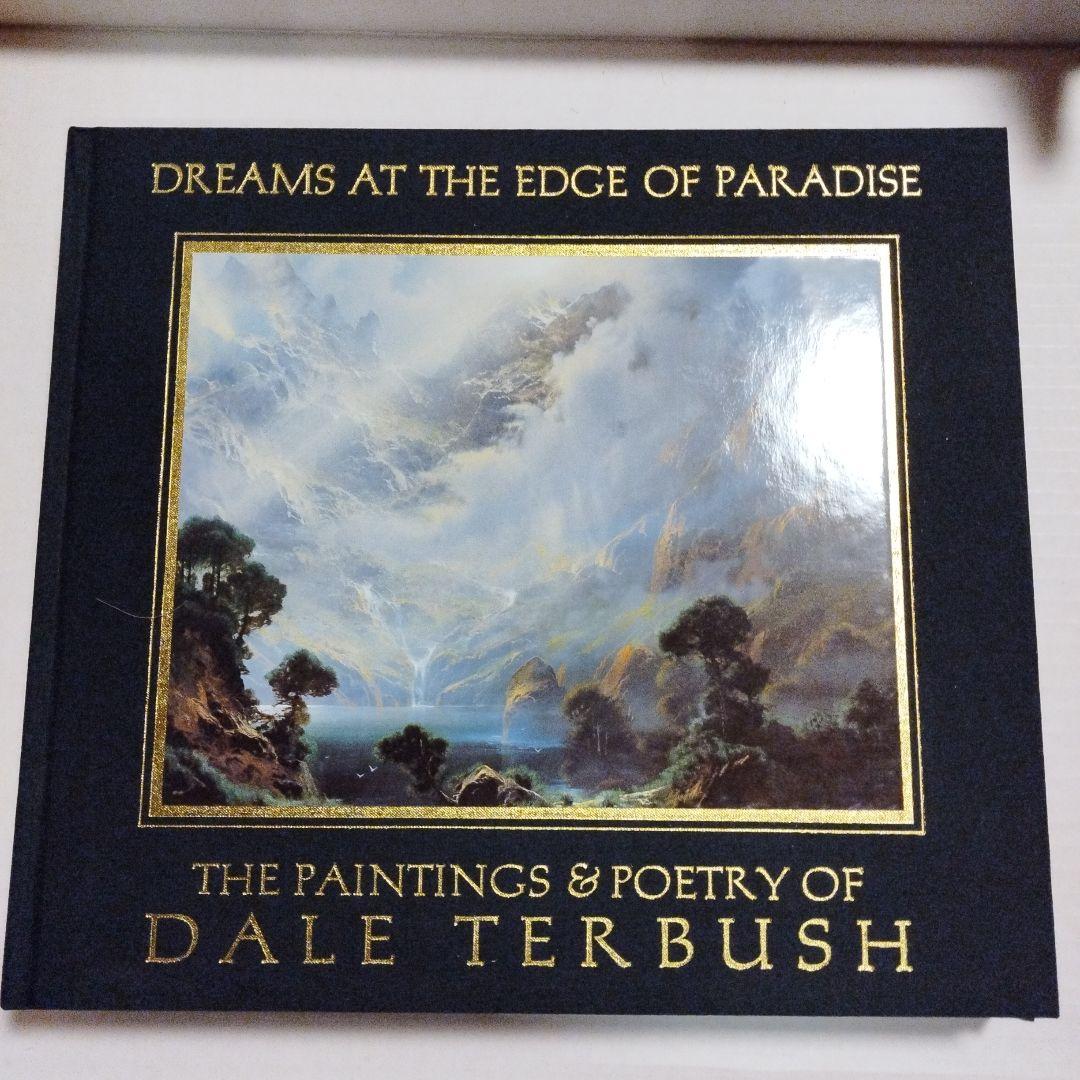 DREAMS AT THE EDGE OF PARADISE
THE PAINTINGS & POETRY OF
DALE TERBUSH